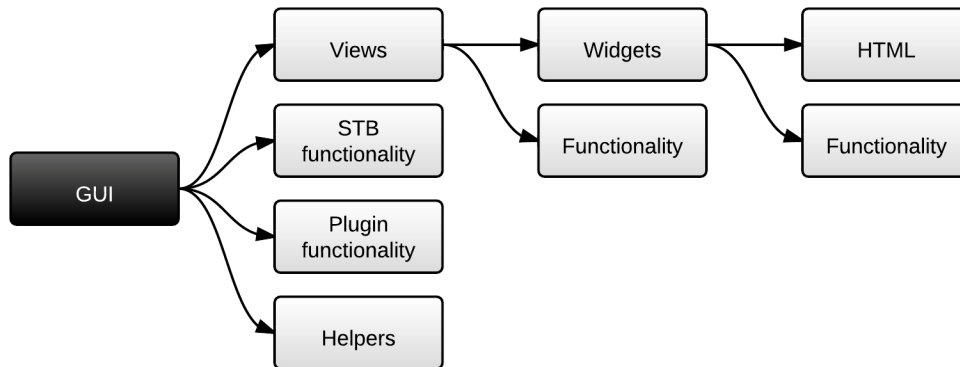 Views
Widgets
HTML
STB
functionality
Functionality
Functionality
GUI
Plugin
functionality
Helpers